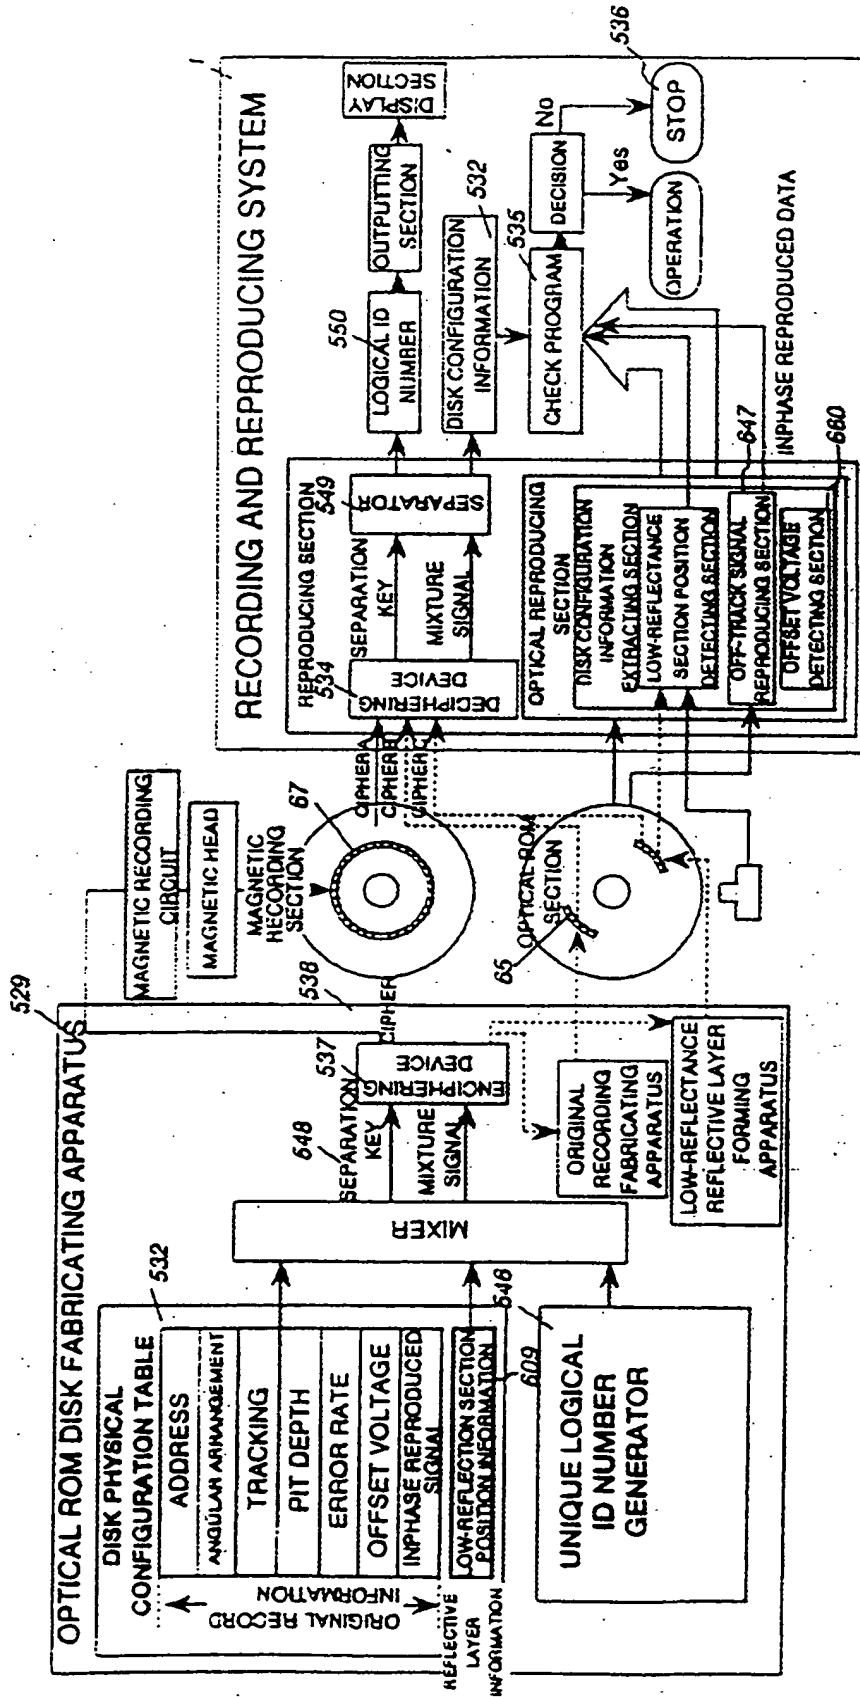 OPTICAL ROM DISK FABRICATING APPARATUS
529
DISK PHYSICAL
CONFIGURATION TABLE
532
ADDRESS
ANGULAR ARRANGEMENT
TRACKING
PIT DEPTH
ERROR RATE
OFFSET VOLTAGE
INPHASE REPRODUCED
SIGNAL
ORIGINAL RECORD
INFORMATION
LOW-REFLECTION SECTION
POSITION INFORMATION
609
REFLECTIVE
LAYER
INFORMATION
UNIQUE LOGICAL
ID NUMBER
GENERATOR
546
MIXER
648
SEPARATION
KEY
MIXTURE
SIGNAL
537
ENCIPHERING
DEVICE
538
CIPHER
ORIGINAL
RECORDING
FABRICATING
APPARATUS
LOW-REFLECTANCE
REFLECTIVE LAYER
FORMING
APPARATUS
MAGNETIC RECORDING
CIRCUIT
MAGNETIC HEAD
MAGNETIC
RECORDING
SECTION
67
OPTICAL ROM
SECTION
65
CIPHER A
CIPHER B
CIPHER C
RECORDING AND REPRODUCING SYSTEM
REPRODUCING SECTION
534
DECIPHERING
DEVICE
SEPARATION
KEY
MIXTURE
SIGNAL
549
SEPARATOR
550
LOGICAL ID
NUMBER
OUTPUTTING
SECTION
DISPLAY
SECTION
DISK CONFIGURATION
INFORMATION
532
535
CHECK PROGRAM
DECISION
No
Yes
536
STOP
OPERATION
OPTICAL REPRODUCING
SECTION
DISK CONFIGURATION
INFORMATION
EXTRACTING SECTION
LOW-REFLECTANCE
SECTION POSITION
DETECTING SECTION
OFF-TRACK SIGNAL
REPRODUCING SECTION
647
OFFSET VOLTAGE
DETECTING SECTION
660
INPHASE REPRODUCED DATA